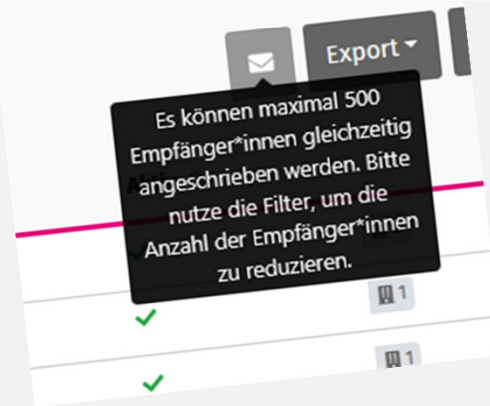 Export
Es können maximal 500
Empfänger*innen gleichzeitig
angeschrieben werden. Bitte
nutze die Filter, um die
Anzahl der Empfänger*innen
zu reduzieren.
1
1